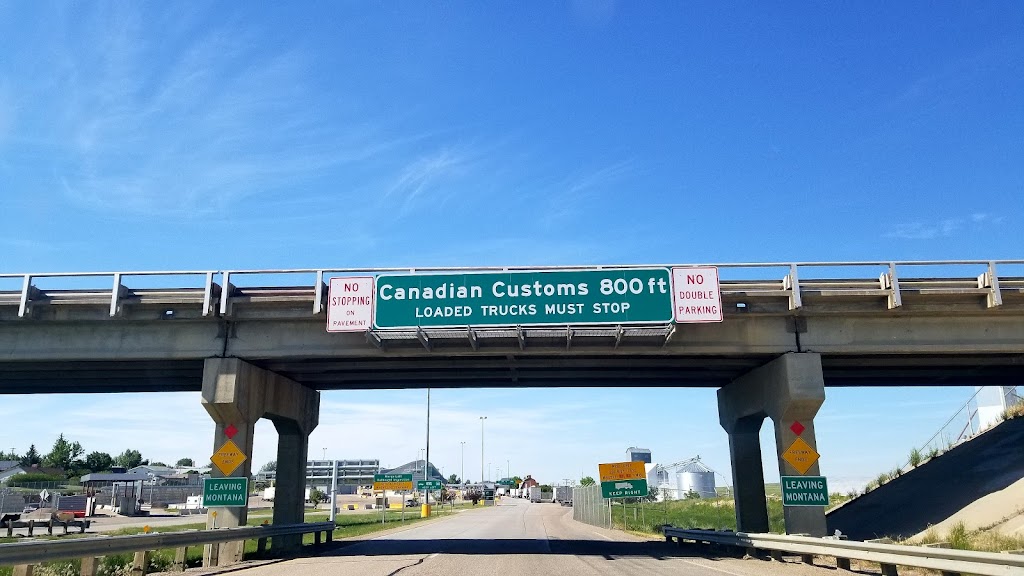 NO
STOPPING
ON
PAVEMENT
Canadian Customs 800 ft
LOADED TRUCKS MUST STOP
NO
DOUBLE
PARKING
LEAVING
MONTANA
KEEP RIGHT
LEAVING
MONTANA